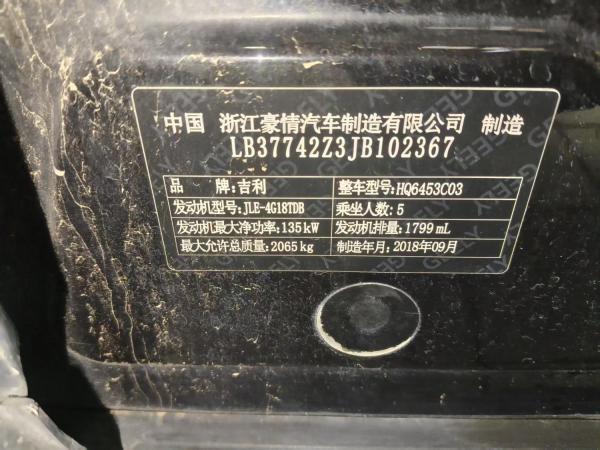 中国 浙江豪情汽车制造有限公司 制造
LB37742Z3JB102367
品 牌:吉利 整车型号:HQ6453C03
发动机型号:JLE-4G18TDB 乘坐人数:5
发动机最大净功率:135kW 发动机排量:1799mL
最大允许总质量:2065kg 制造年月:2018年09月